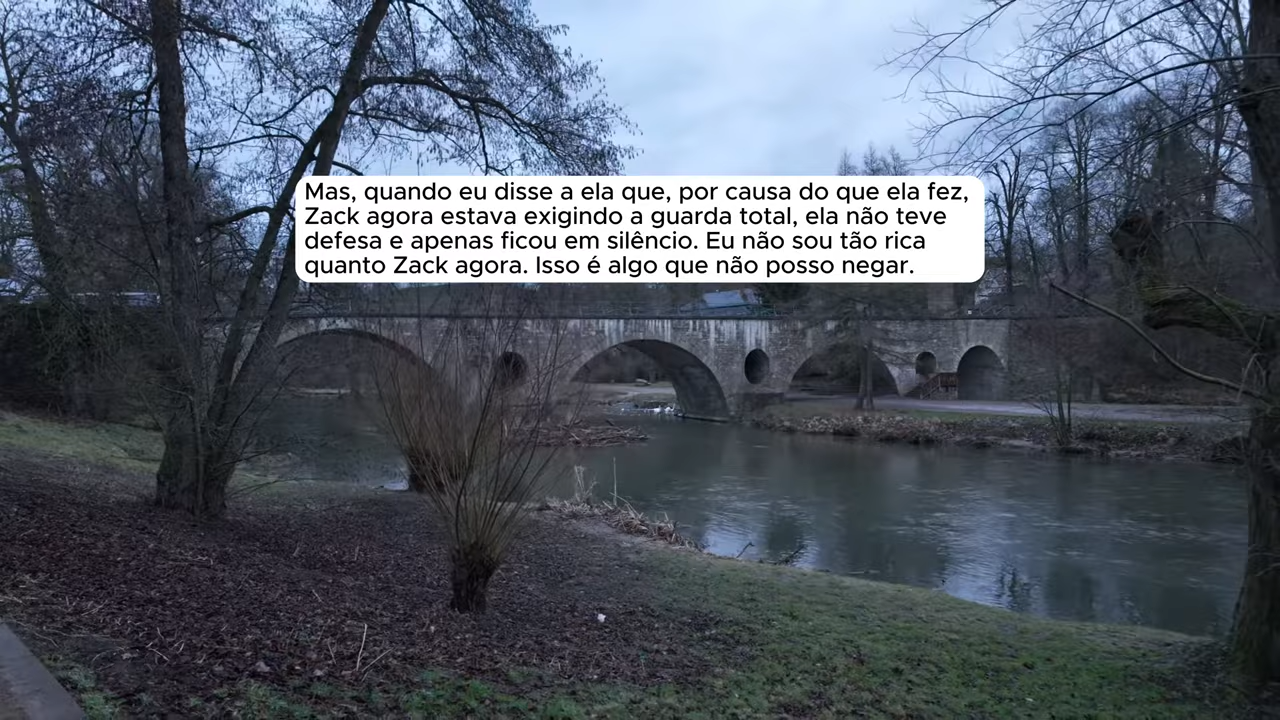 Mas, quando eu disse a ela que, por causa do que ela fez,
Zack agora estava exigindo a guarda total, ela não teve
defesa e apenas ficou em silêncio. Eu não sou tão rica
quanto Zack agora. Isso é algo que não posso negar.